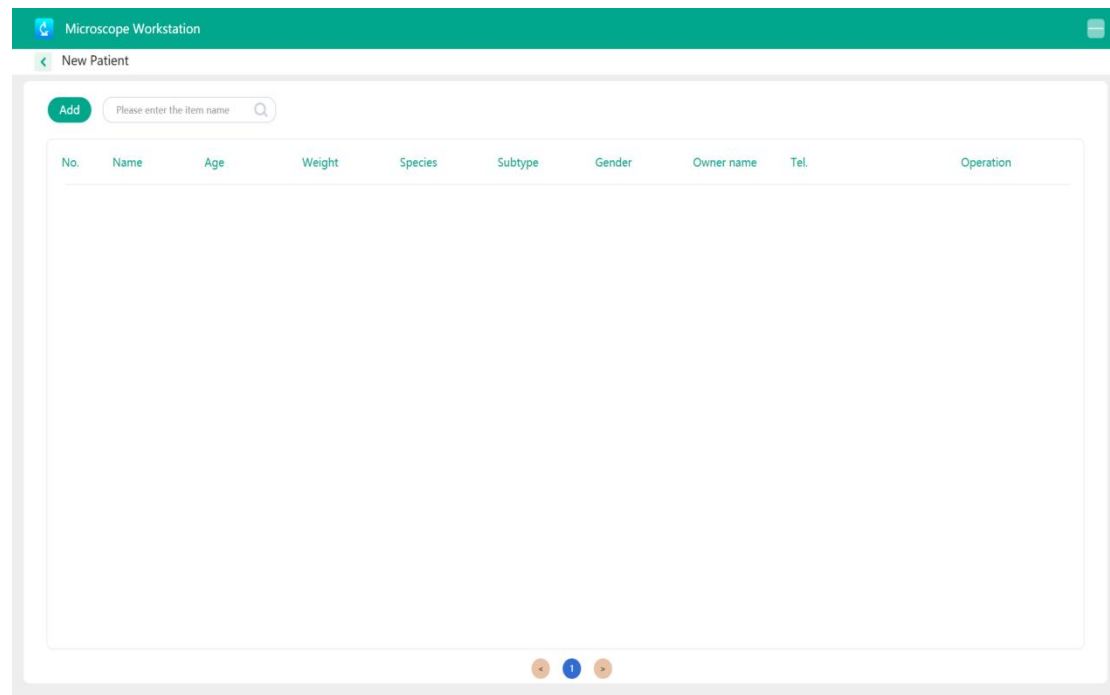 Microscope Workstation
New Patient
Add Please enter the item name
No. Name Age Weight Species Subtype Gender Owner name Tel. Operation
< 1 >